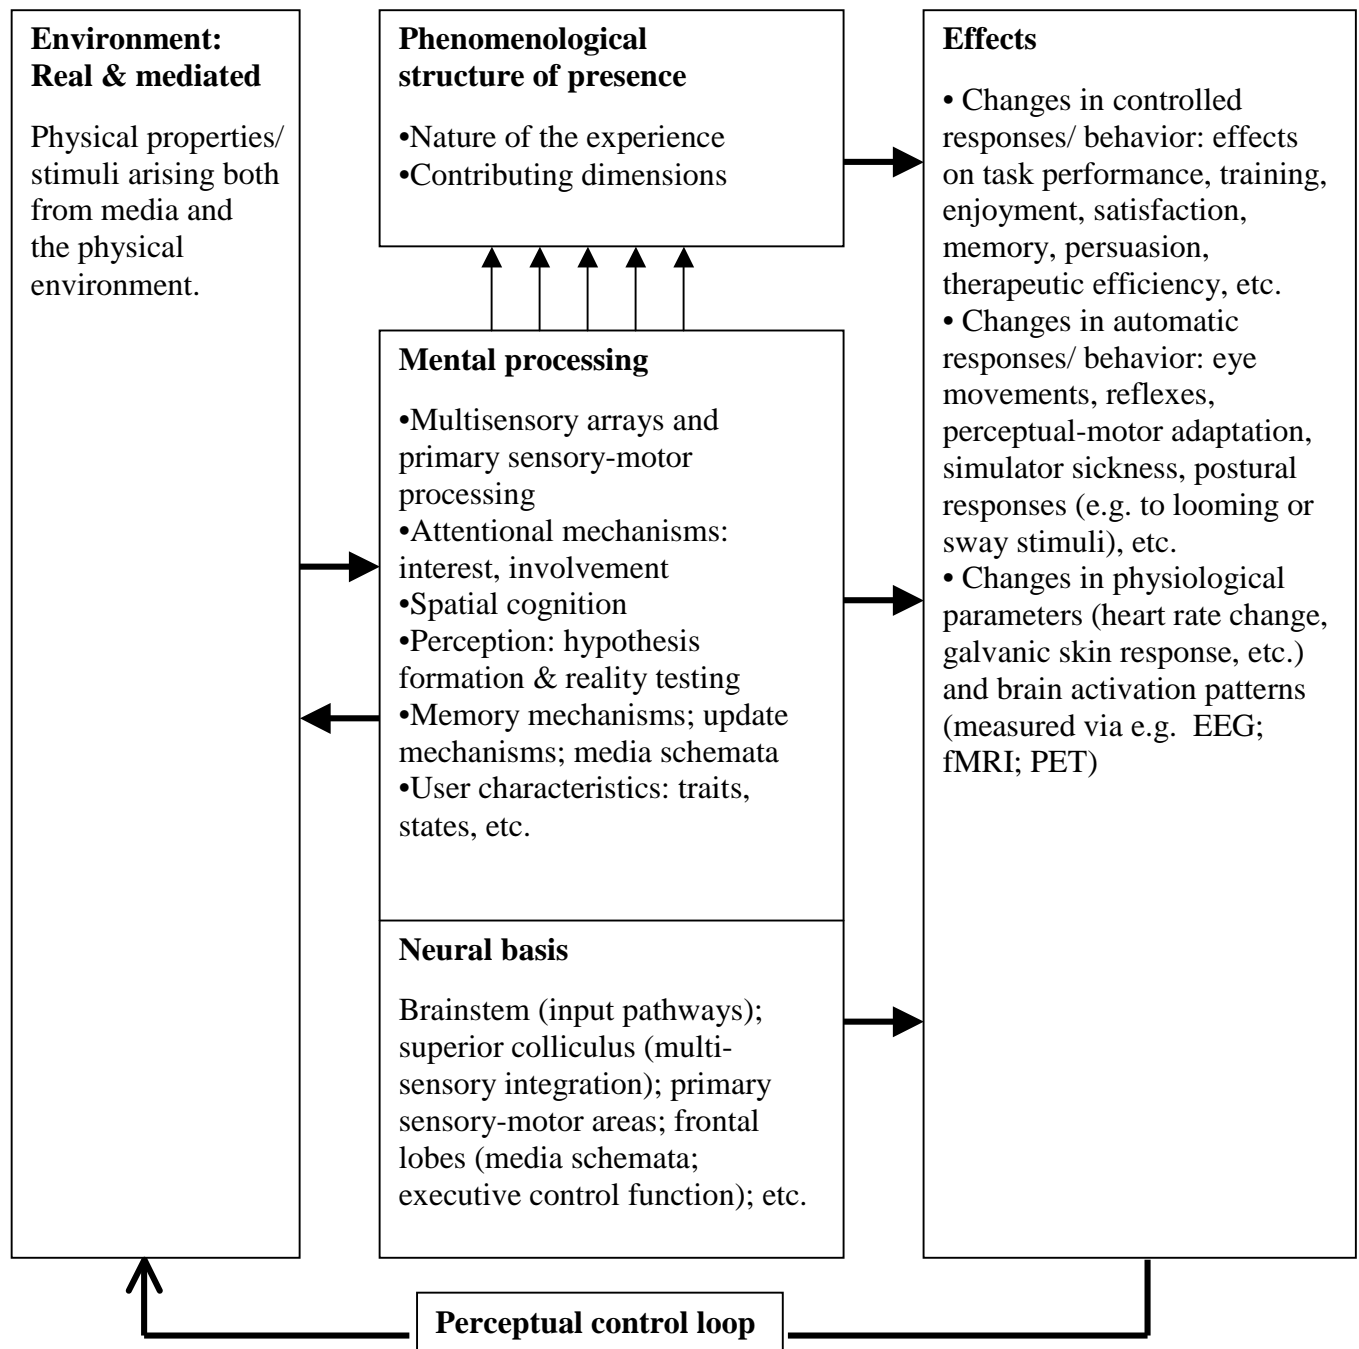 Environment:
Real & mediated
Physical properties/
stimuli arising both
from media and
the physical
environment.
Phenomenological
structure of presence
•Nature of the experience
•Contributing dimensions
Mental processing
•Multisensory arrays and
primary sensory-motor
processing
•Attentional mechanisms:
interest, involvement
•Spatial cognition
•Perception: hypothesis
formation & reality testing
•Memory mechanisms; update
mechanisms; media schemata
•User characteristics: traits,
states, etc.
Neural basis
Brainstem (input pathways);
superior colliculus (multi-
sensory integration); primary
sensory-motor areas; frontal
lobes (media schemata;
executive control function); etc.
Effects
• Changes in controlled
responses/ behavior: effects
on task performance, training,
enjoyment, satisfaction,
memory, persuasion,
therapeutic efficiency, etc.
• Changes in automatic
responses/ behavior: eye
movements, reflexes,
perceptual-motor adaptation,
simulator sickness, postural
responses (e.g. to looming or
sway stimuli), etc.
• Changes in physiological
parameters (heart rate change,
galvanic skin response, etc.)
and brain activation patterns
(measured via e.g. EEG;
fMRI; PET)
Perceptual control loop